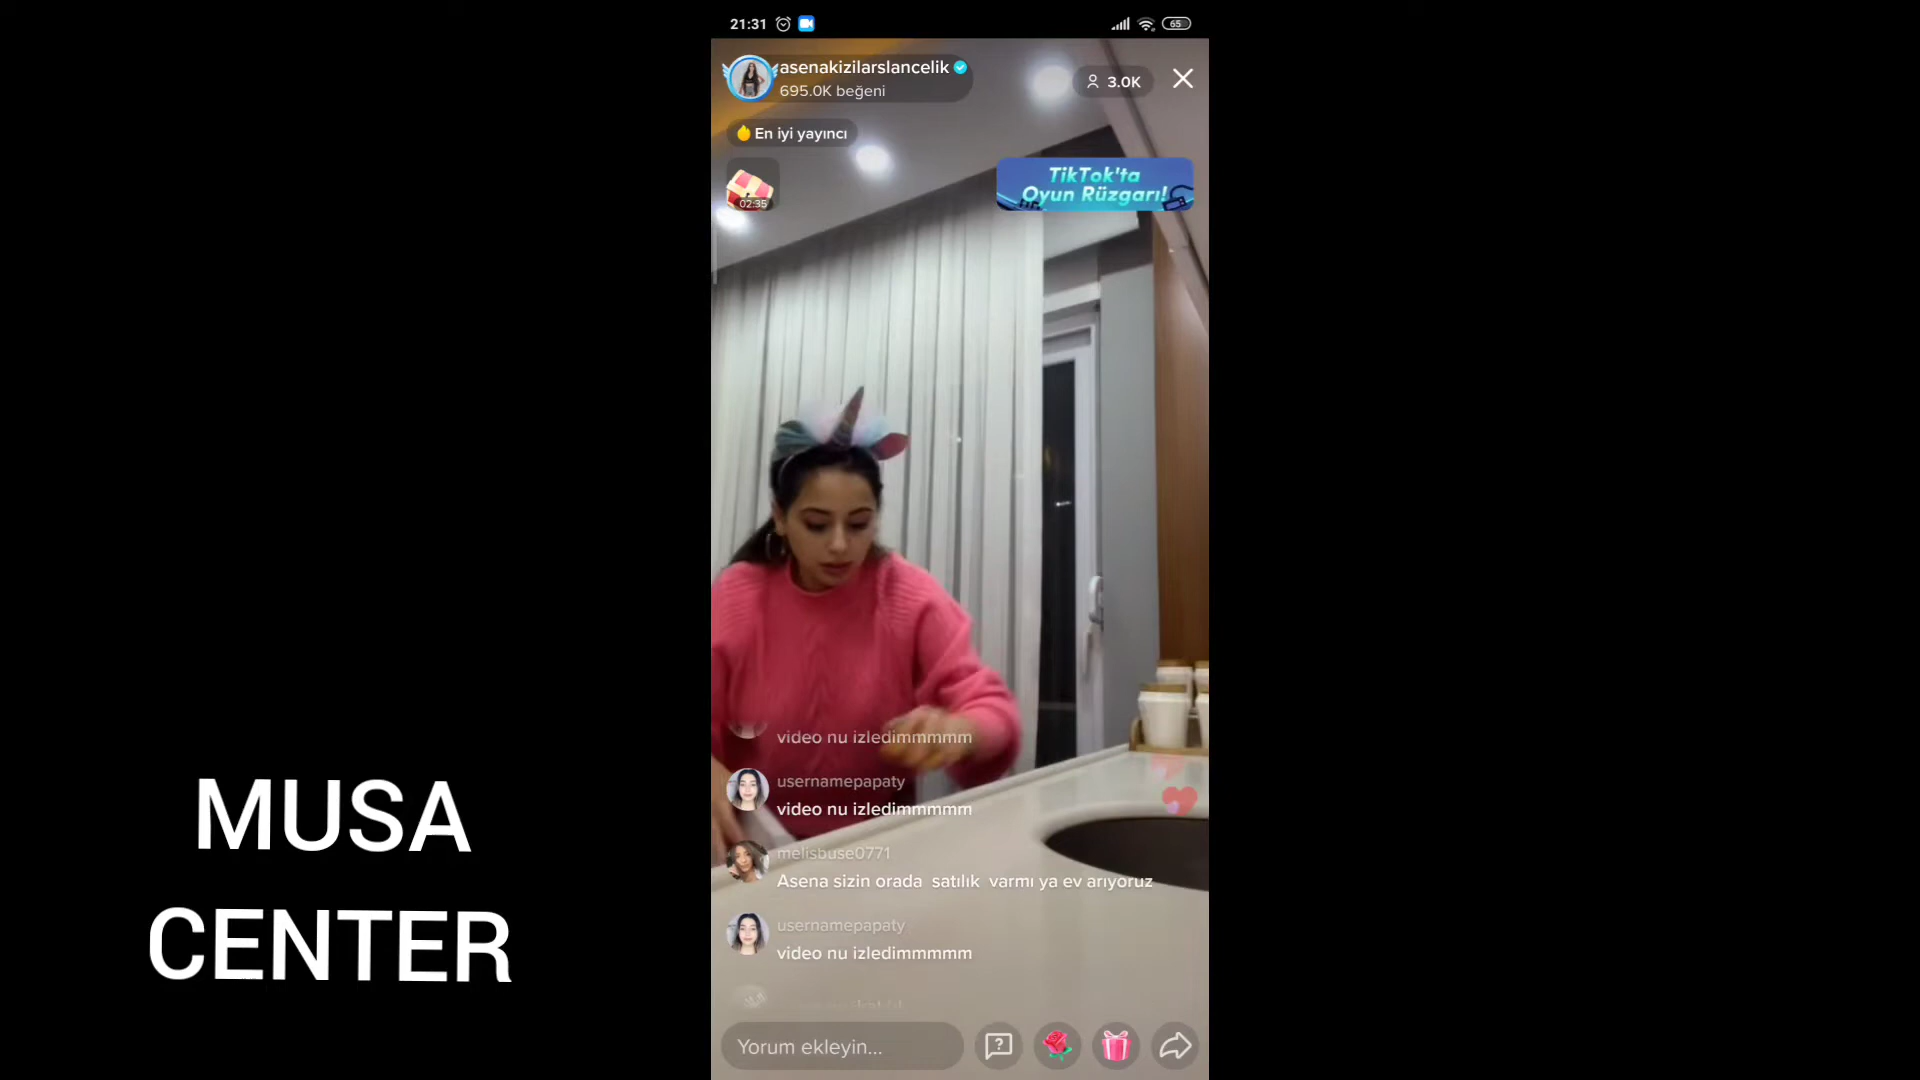 21:31
65
asenakizilarslancelik
695.0K beğeni
3.0K
En iyi yayıncı
02:35
TikTok'ta
Oyun Rüzgarı!
video nu izledimmmmm
usernamepapaty
video nu izledimmmmm
melisbuse0771
Asena sizin orada satılık varmı ya ev arıyoruz
usernamepapaty
video nu izledimmmmm
Yorum ekleyin...
MUSA
CENTER